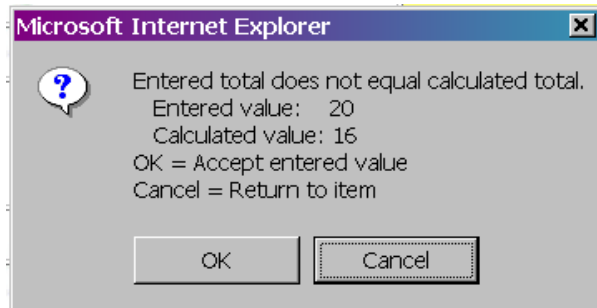 Microsoft Internet Explorer
Entered total does not equal calculated total.
Entered value: 20
Calculated value: 16
OK = Accept entered value
Cancel = Return to item
OK
Cancel